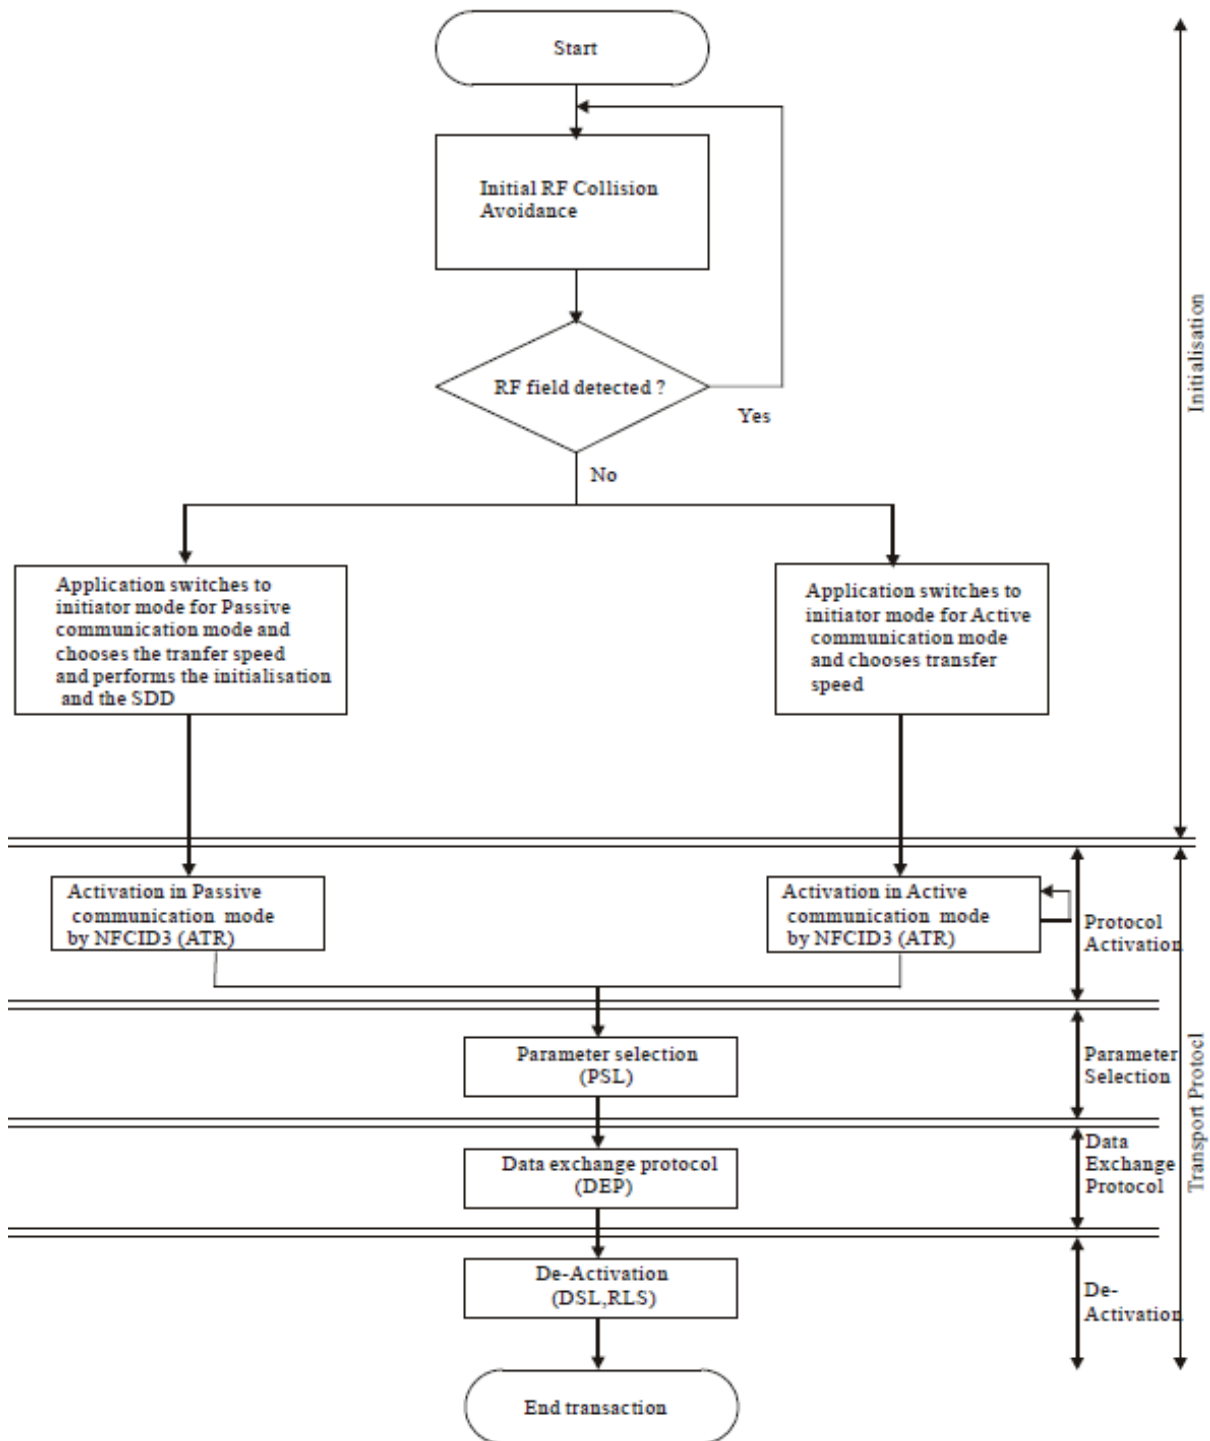 Start
Initial RF Collision
Avoidance
RF field detected ?
Yes
No
Initialisation
Application switches to
initiator mode for Passive
communication mode and
chooses the tranfer speed
and performs the initialisation
and the SDD
Application switches to
initiator mode for Active
communication mode
and chooses transfer
speed
Activation in Passive
communication mode
by NFCID3 (ATR)
Activation in Active
communication mode
by NFCID3 (ATR)
Protocol
Activation
Parameter selection
(PSL)
Parameter
Selection
Transport Protocl
Data exchange protocol
(DEP)
Data
Exchange
Protocol
De-Activation
(DSL,RLS)
De-
Activation
End transaction